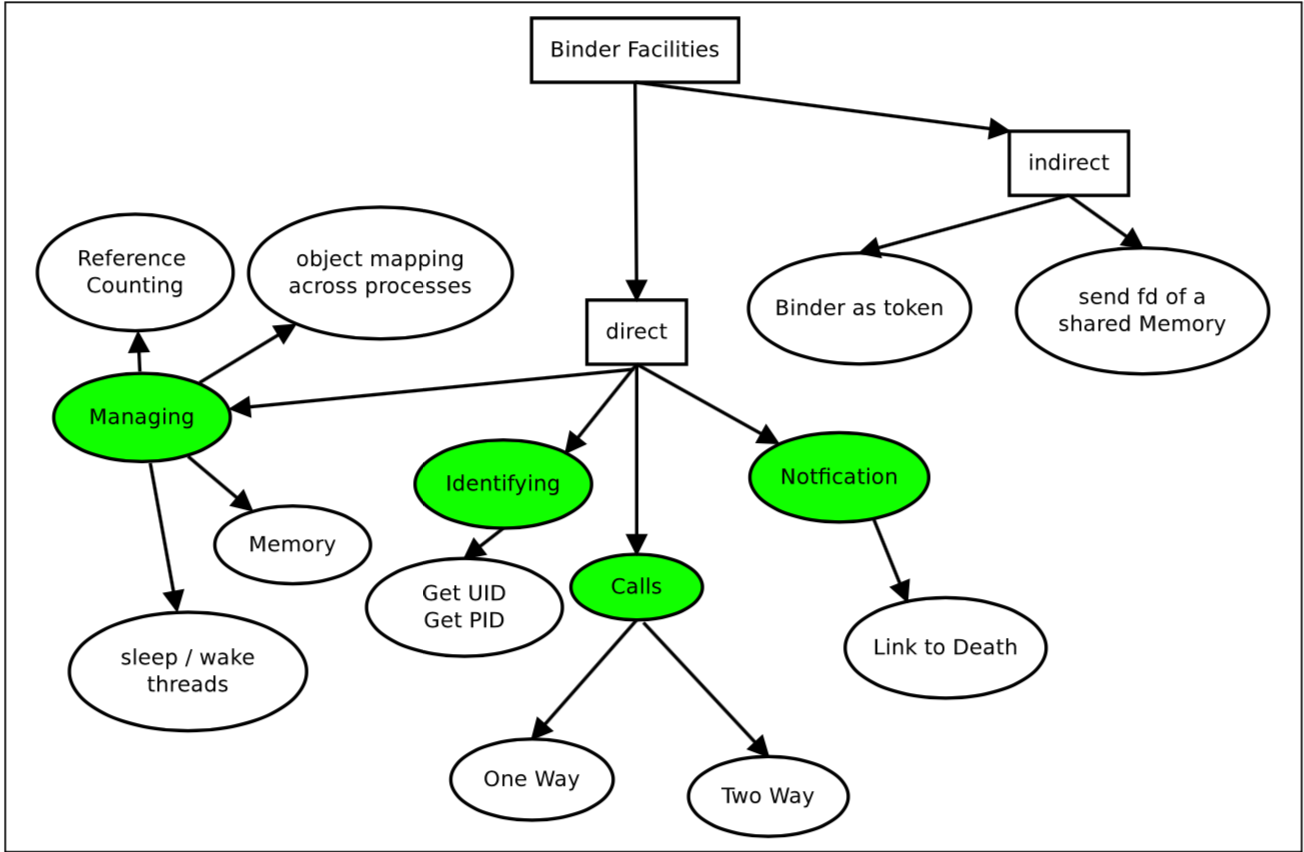 Binder Facilities
indirect
Reference
Counting
object mapping
across processes
Binder as token
send fd of a
shared Memory
direct
Managing
Identifying
Notfication
Memory
Get UID
Get PID
Calls
Link to Death
sleep / wake
threads
One Way
Two Way